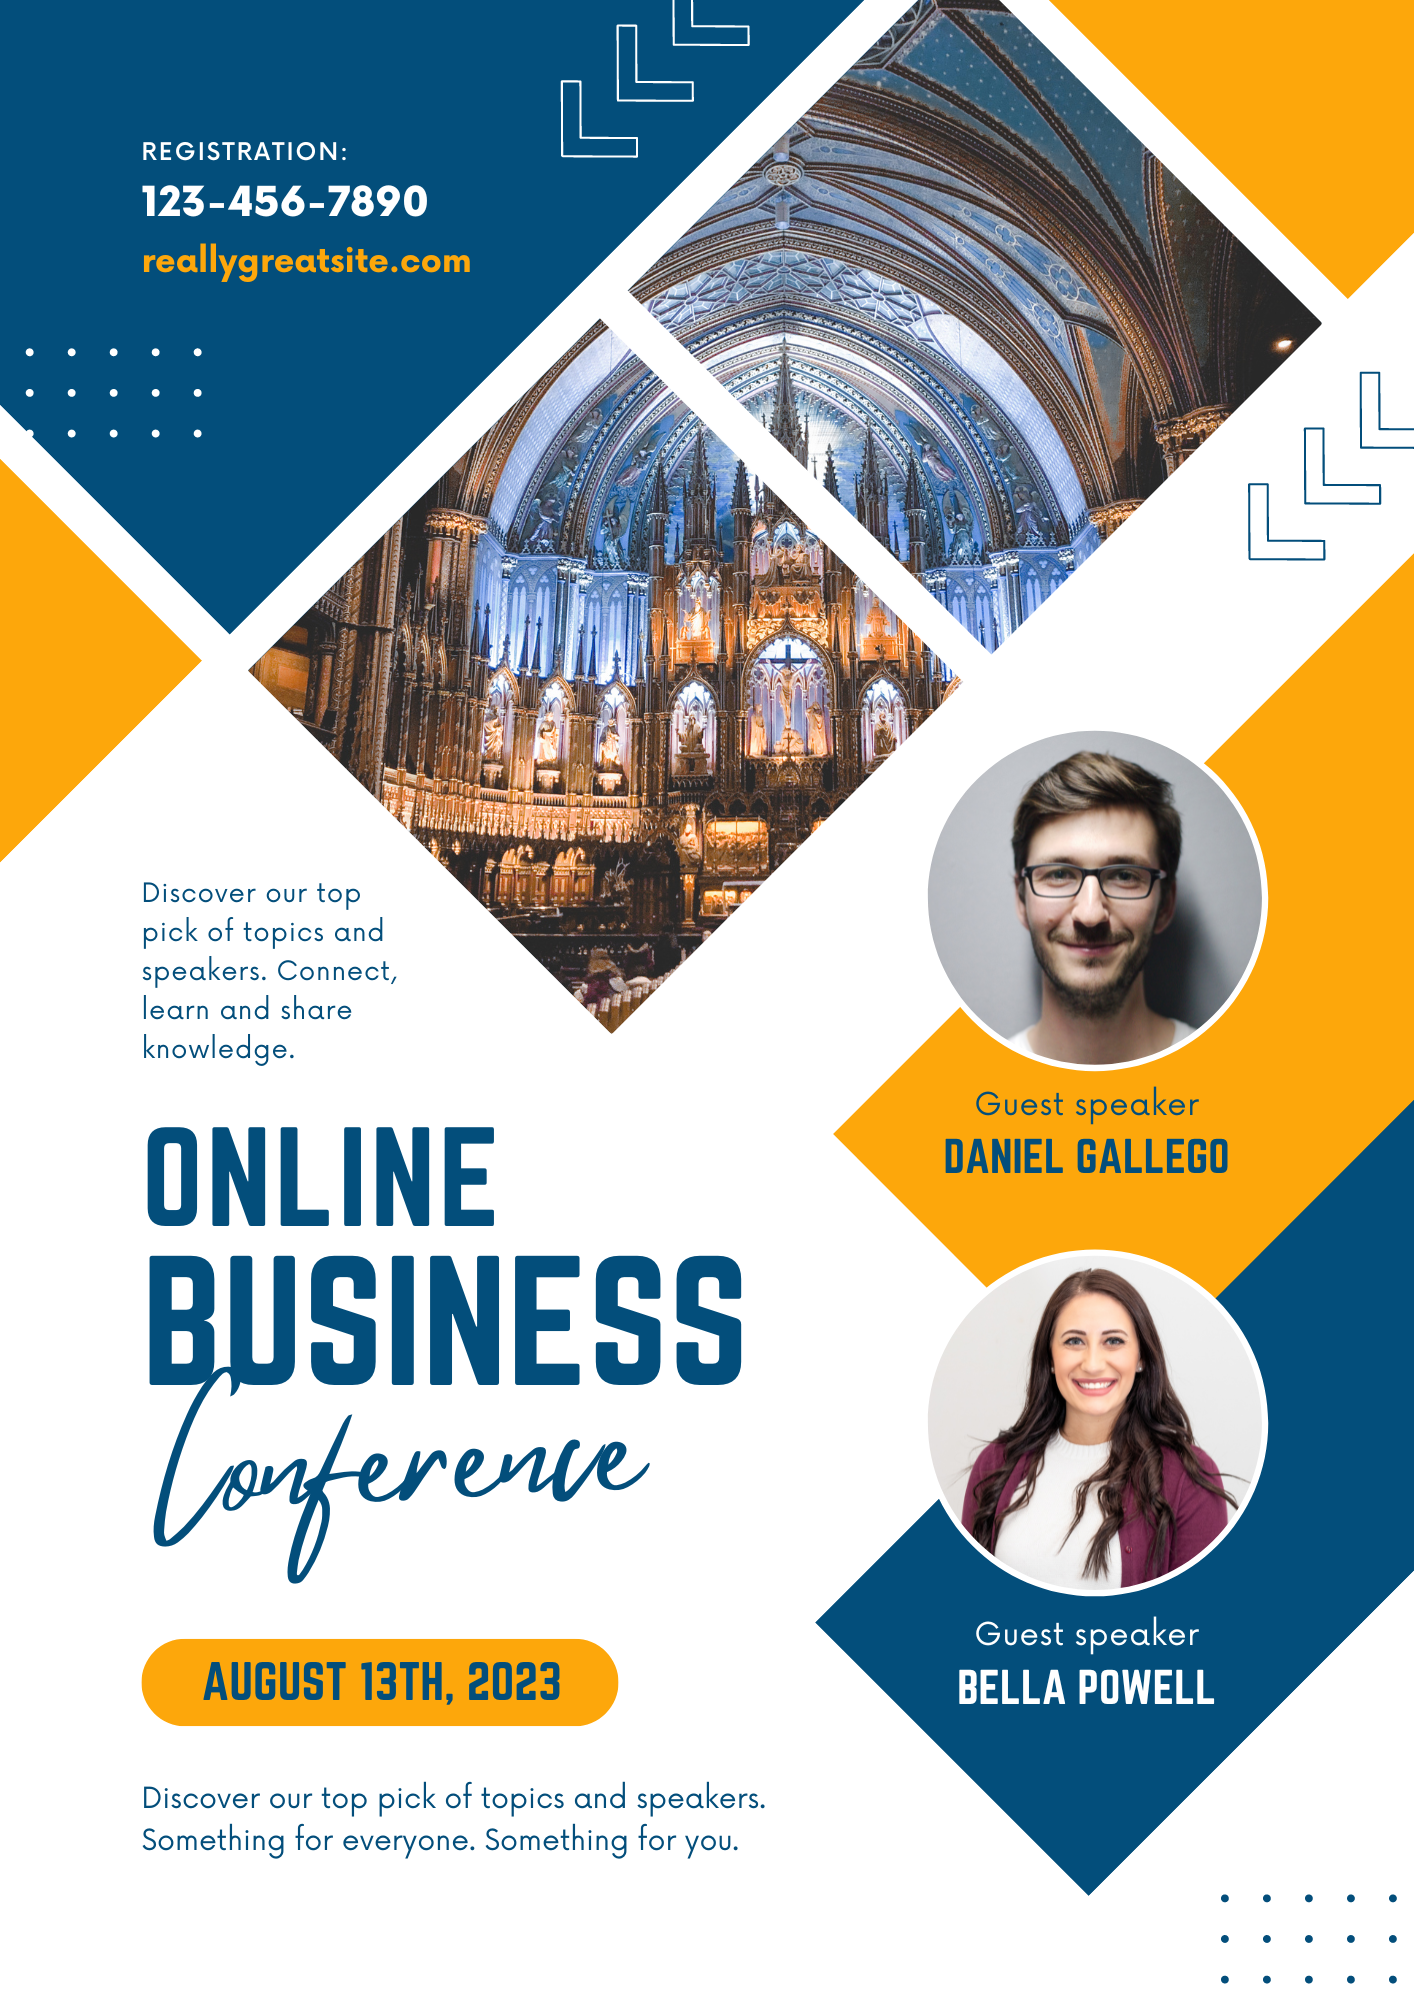 REGISTRATION:
123-456-7890
reallygreatsite.com
Discover our top
pick of topics and
speakers. Connect,
learn and share
knowledge.
ONLINE
BUSINESS
Conference
AUGUST 13TH, 2023
Discover our top pick of topics and speakers.
Something for everyone. Something for you.
Guest speaker
DANIEL GALLEGO
Guest speaker
BELLA POWELL